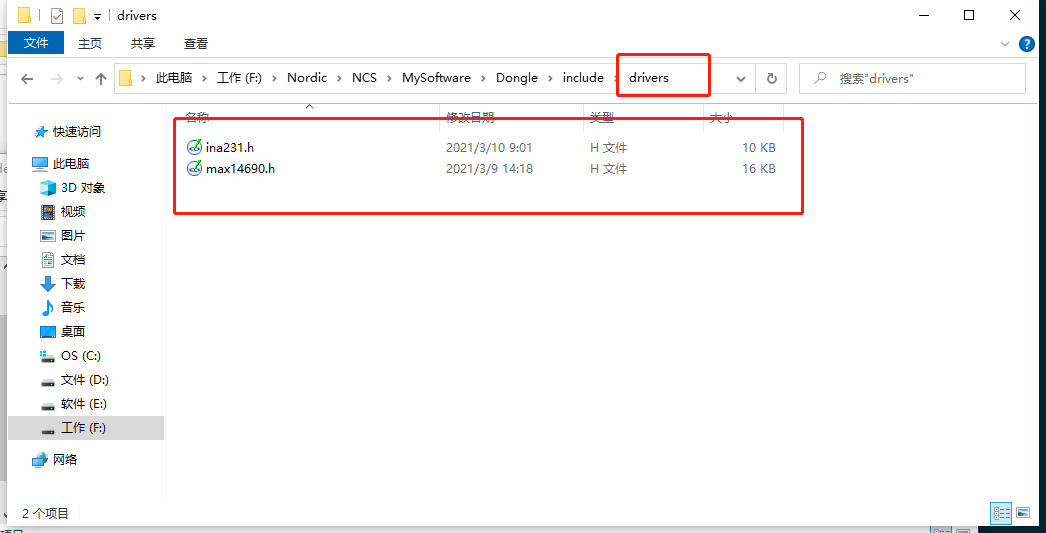 drivers
文件 主页 共享 查看
此电脑 工作 (F:) Nordic NCS MySoftware Dongle include drivers 搜索"drivers"
名称 修改日期 类型 大小
快速访问
ina231.h 2021/3/10 9:01 H 文件 10 KB
此电脑
max14690.h 2021/3/9 14:18 H 文件 16 KB
3D 对象
视频
图片
文档
下载
音乐
桌面
OS (C:)
文件 (D:)
软件 (E:)
工作 (F:)
网络
2 个项目